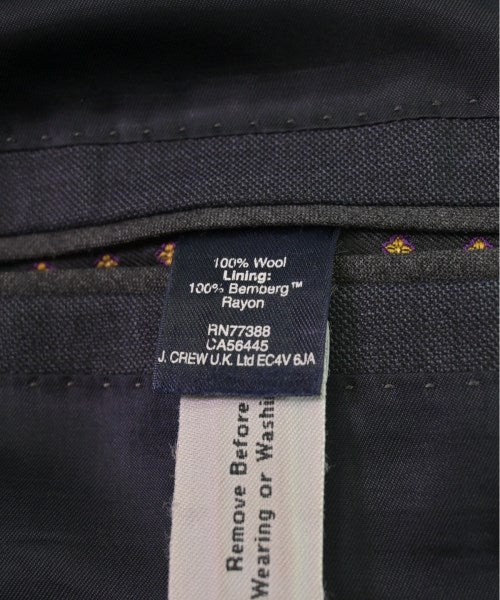 100% Wool
Lining:
100% Bemberg™
Rayon
RN77388
CA56445
J. CREW U.K. Ltd EC4V 6JA
Remove Before
Wearing or Washi